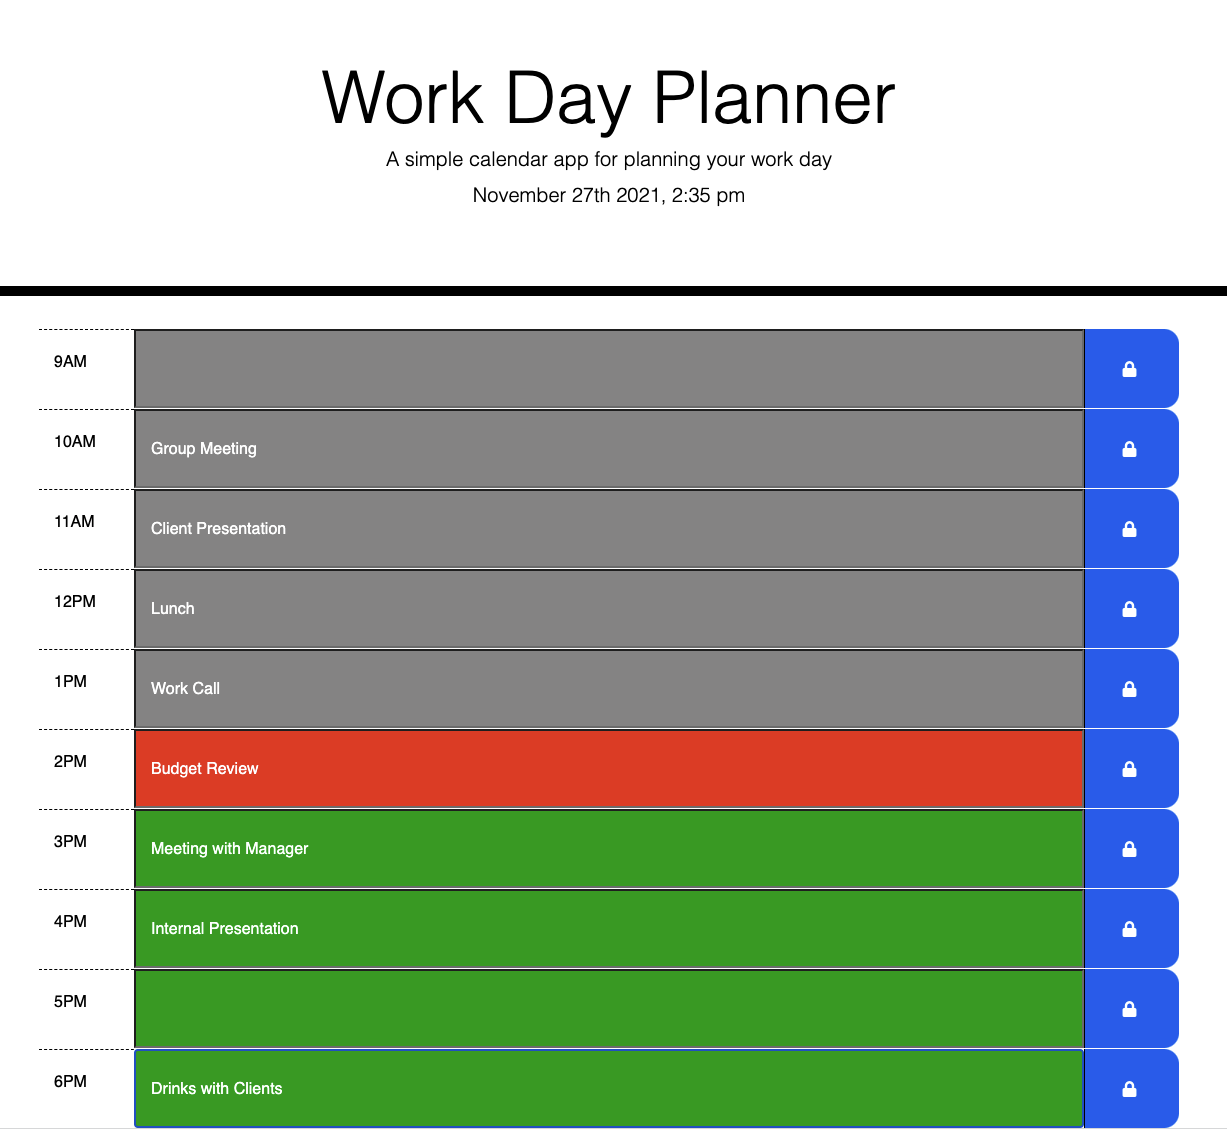 Work Day Planner
A simple calendar app for planning your work day
November 27th 2021, 2:35 pm
9AM
10AM Group Meeting
11AM Client Presentation
12PM Lunch
1PM Work Call
2PM Budget Review
3PM Meeting with Manager
4PM Internal Presentation
5PM
6PM Drinks with Clients